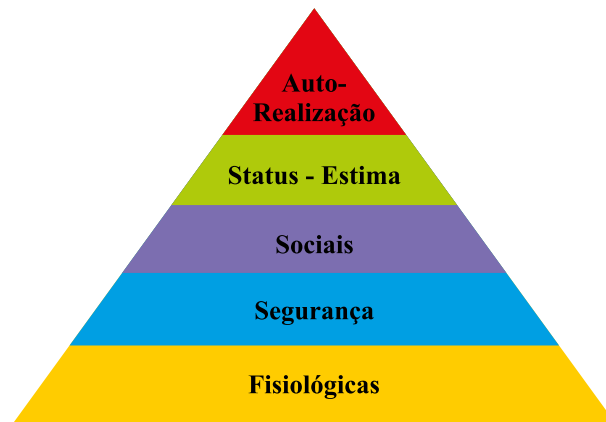 Auto-
Realização
Status - Estima
Sociais
Segurança
Fisiológicas